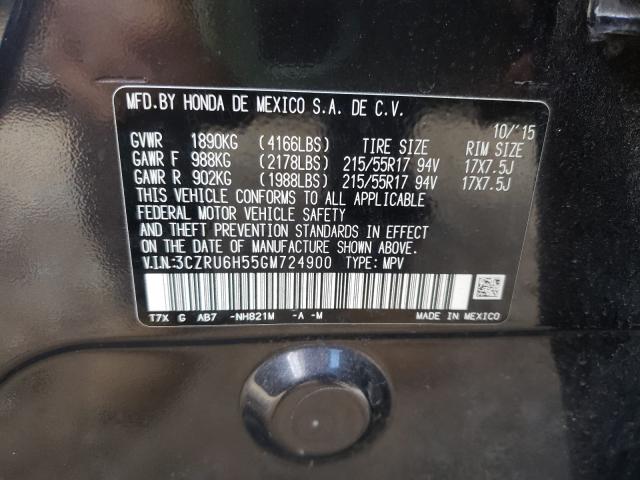 MFD.BY HONDA DE MEXICO S.A. DE C.V.
10/'15
GVWR 1890KG (4166LBS) TIRE SIZE RIM SIZE
GAWR F 988KG (2178LBS) 215/55R17 94V 17X7.5J
GAWR R 902KG (1988LBS) 215/55R17 94V 17X7.5J
THIS VEHICLE CONFORMS TO ALL APPLICABLE
FEDERAL MOTOR VEHICLE SAFETY
AND THEFT PREVENTION STANDARDS IN EFFECT
ON THE DATE OF MANUFACTURE SHOWN ABOVE.
V.I.N:3CZRU6H55GM724900 TYPE: MPV
T7X G AB7 -NH821M -A -M MADE IN MEXICO